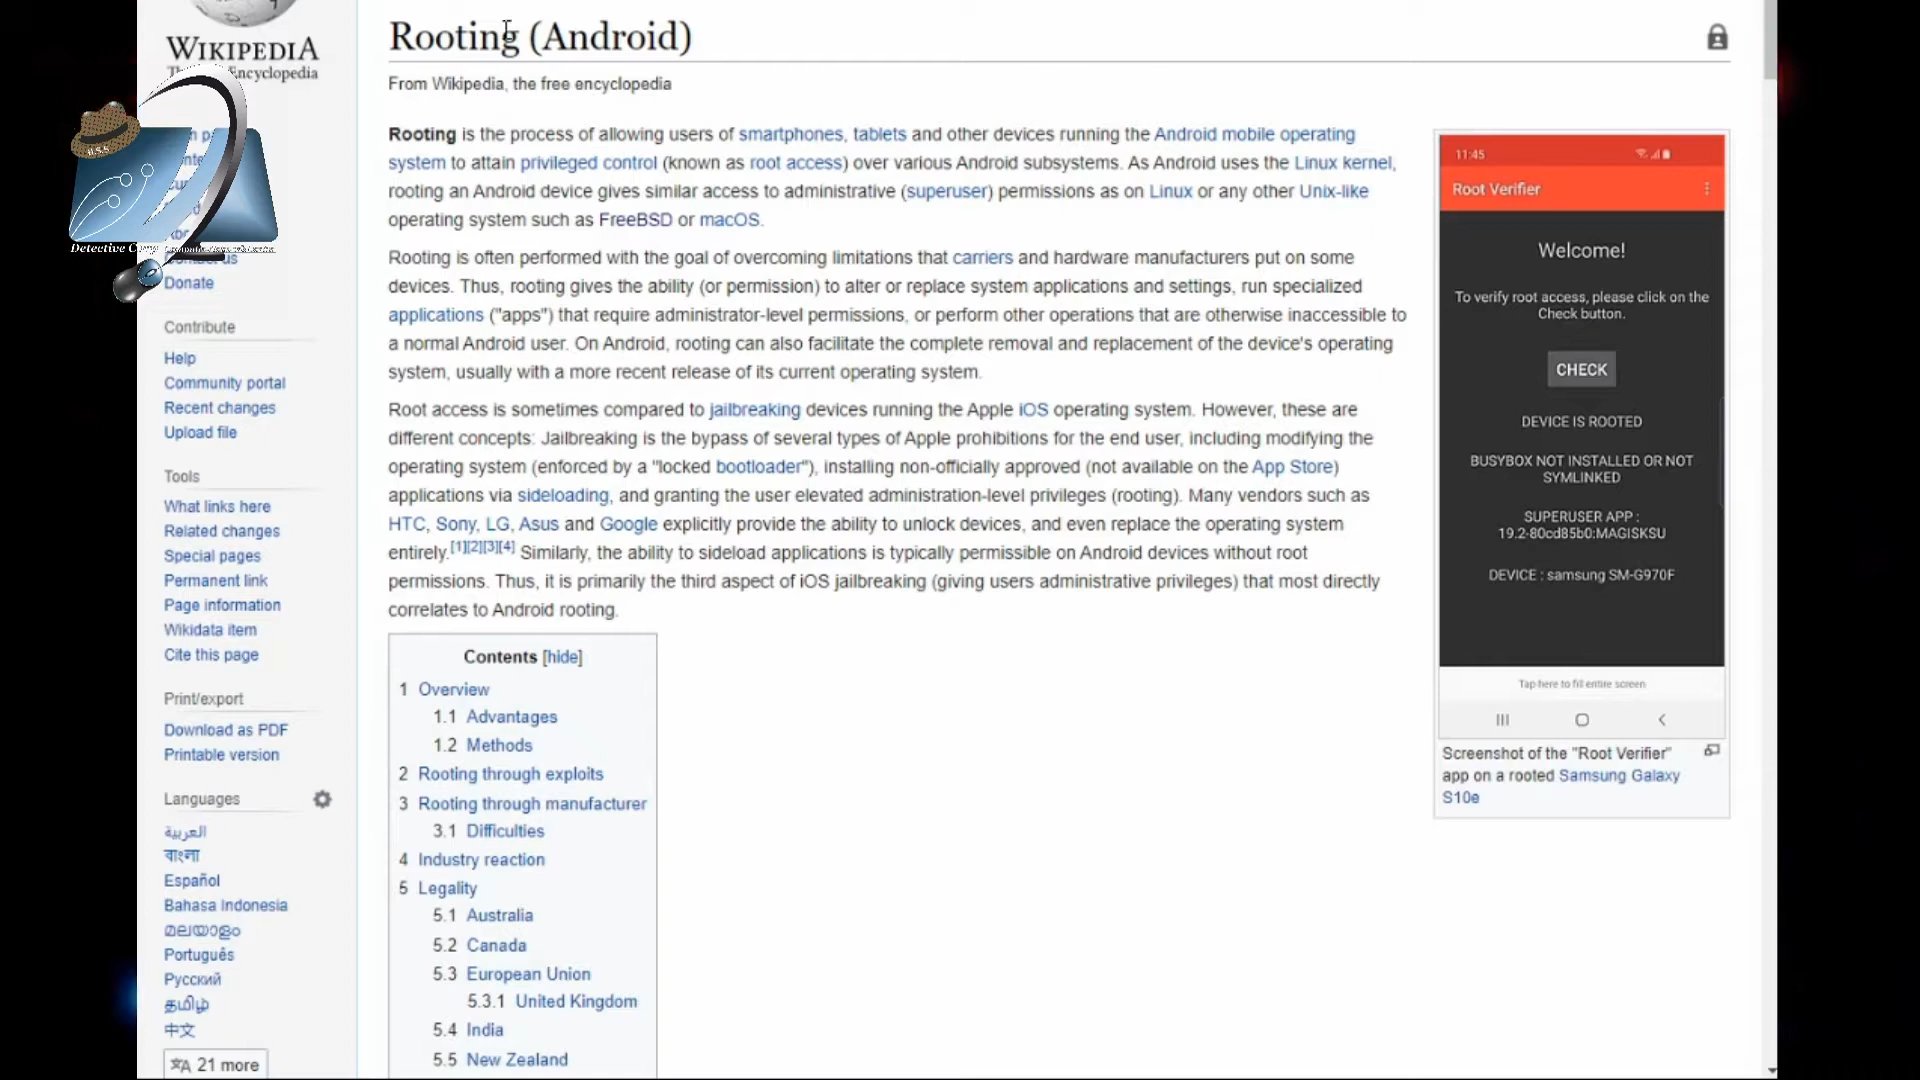 WIKIPEDIA
Encyclopedia
Detective
U.S.S
Contact us
Donate
Contribute
Help
Community portal
Recent changes
Upload file
Tools
What links here
Related changes
Special pages
Permanent link
Page information
Wikidata item
Cite this page
Print/export
Download as PDF
Printable version
Languages
العربية
বাংলা
Español
Bahasa Indonesia
മലയാളം
Português
Русский
தமிழ்
中文
21 more
Rooting (Android)
From Wikipedia, the free encyclopedia
Rooting is the process of allowing users of smartphones, tablets and other devices running the Android mobile operating
system to attain privileged control (known as root access) over various Android subsystems. As Android uses the Linux kernel,
rooting an Android device gives similar access to administrative (superuser) permissions as on Linux or any other Unix-like
operating system such as FreeBSD or macOS.
Rooting is often performed with the goal of overcoming limitations that carriers and hardware manufacturers put on some
devices. Thus, rooting gives the ability (or permission) to alter or replace system applications and settings, run specialized
applications ("apps") that require administrator-level permissions, or perform other operations that are otherwise inaccessible to
a normal Android user. On Android, rooting can also facilitate the complete removal and replacement of the device's operating
system, usually with a more recent release of its current operating system.
Root access is sometimes compared to jailbreaking devices running the Apple iOS operating system. However, these are
different concepts: Jailbreaking is the bypass of several types of Apple prohibitions for the end user, including modifying the
operating system (enforced by a "locked bootloader"), installing non-officially approved (not available on the App Store)
applications via sideloading, and granting the user elevated administration-level privileges (rooting). Many vendors such as
HTC, Sony, LG, Asus and Google explicitly provide the ability to unlock devices, and even replace the operating system
entirely.[1][2][3][4] Similarly, the ability to sideload applications is typically permissible on Android devices without root
permissions. Thus, it is primarily the third aspect of iOS jailbreaking (giving users administrative privileges) that most directly
correlates to Android rooting.
Contents [hide]
1 Overview
1.1 Advantages
1.2 Methods
2 Rooting through exploits
3 Rooting through manufacturer
3.1 Difficulties
4 Industry reaction
5 Legality
5.1 Australia
5.2 Canada
5.3 European Union
5.3.1 United Kingdom
5.4 India
5.5 New Zealand
11:45
Root Verifier
Welcome!
To verify root access, please click on the
Check button.
CHECK
DEVICE IS ROOTED
BUSYBOX NOT INSTALLED OR NOT
SYMLINKED
SUPERUSER APP :
19.2-80cd85b0:MAGISKSU
DEVICE : samsung SM-G970F
Tap here to fill entire screen
Screenshot of the "Root Verifier"
app on a rooted Samsung Galaxy
S10e